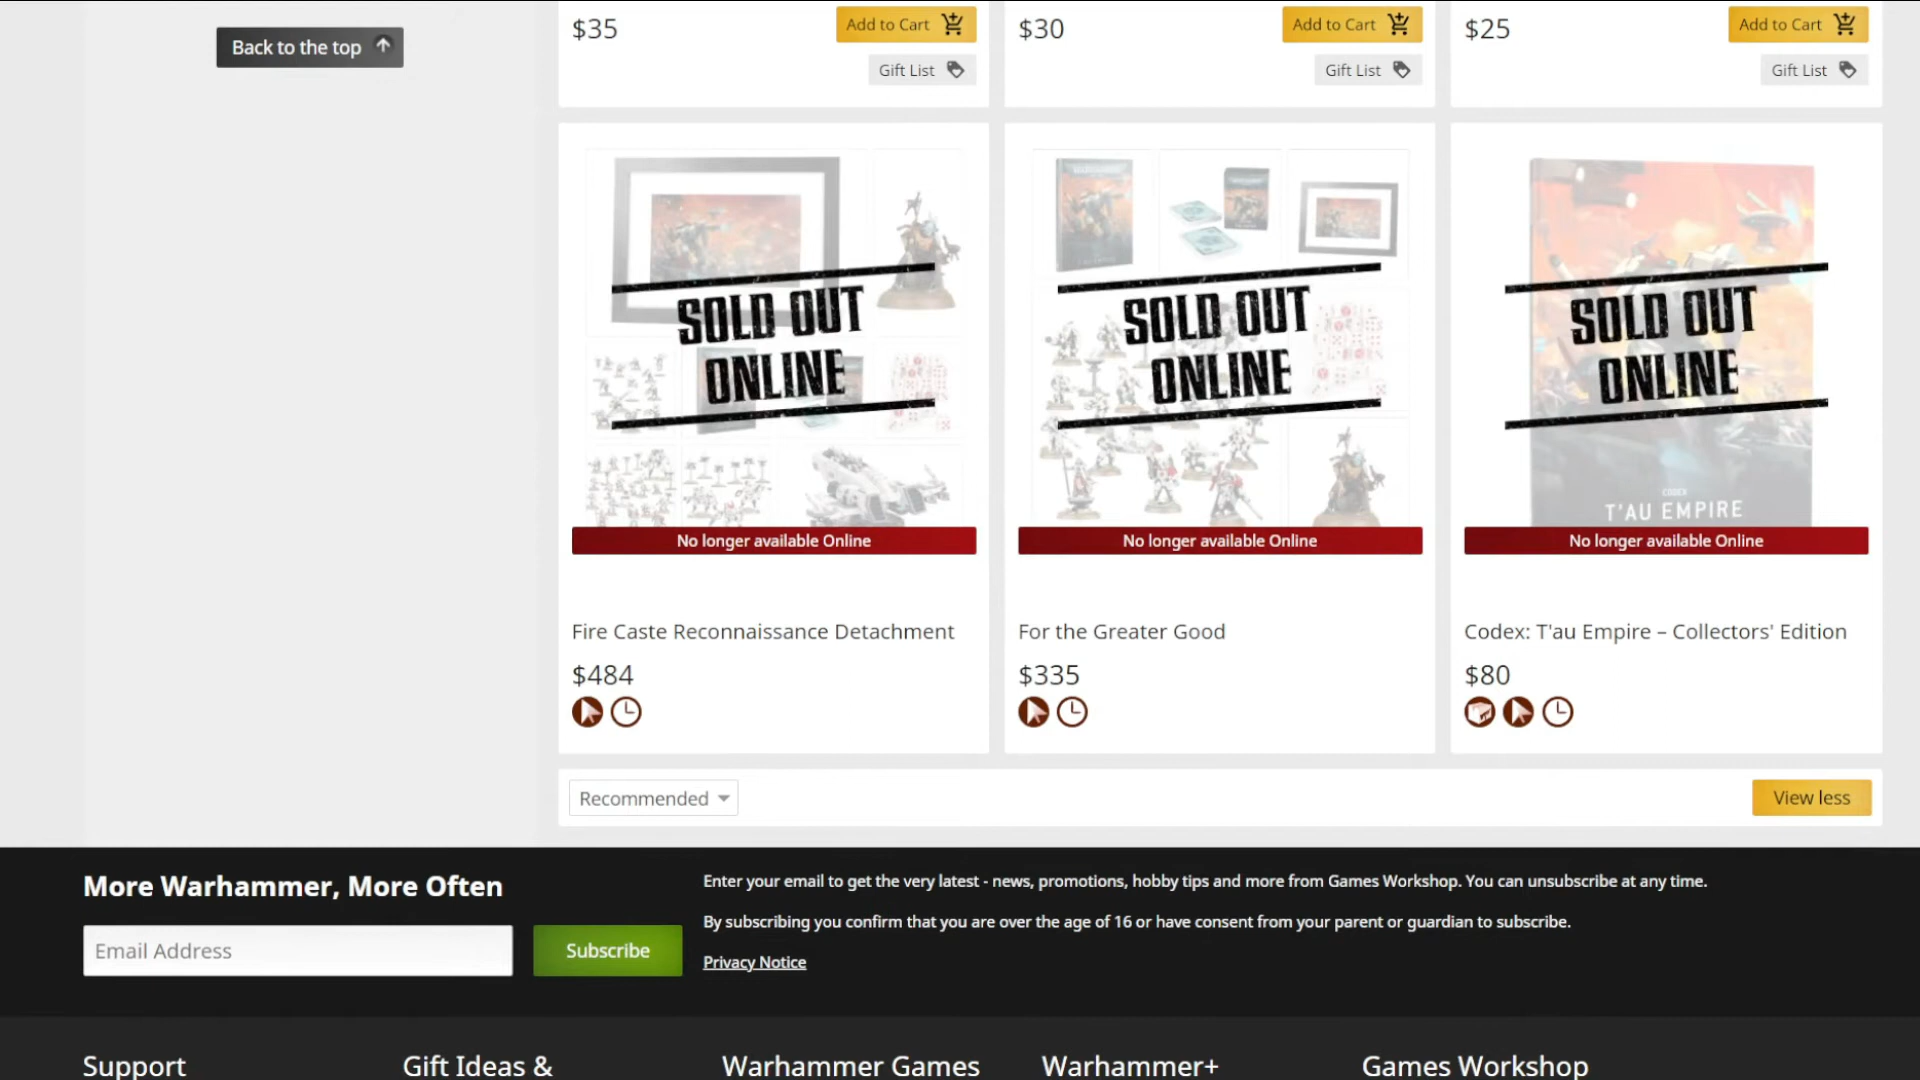 Back to the top
$35
Add to Cart
Gift List
$30
Add to Cart
Gift List
$25
Add to Cart
Gift List
SOLD OUT
ONLINE
No longer available Online
Fire Caste Reconnaissance Detachment
$484
SOLD OUT
ONLINE
No longer available Online
For the Greater Good
$335
SOLD OUT
ONLINE
CODEX
T'AU EMPIRE
No longer available Online
Codex: T'au Empire – Collectors' Edition
$80
Recommended
View less
More Warhammer, More Often
Email Address
Subscribe
Enter your email to get the very latest - news, promotions, hobby tips and more from Games Workshop. You can unsubscribe at any time.
By subscribing you confirm that you are over the age of 16 or have consent from your parent or guardian to subscribe.
Privacy Notice
Support
Gift Ideas &
Warhammer Games
Warhammer+
Games Workshop